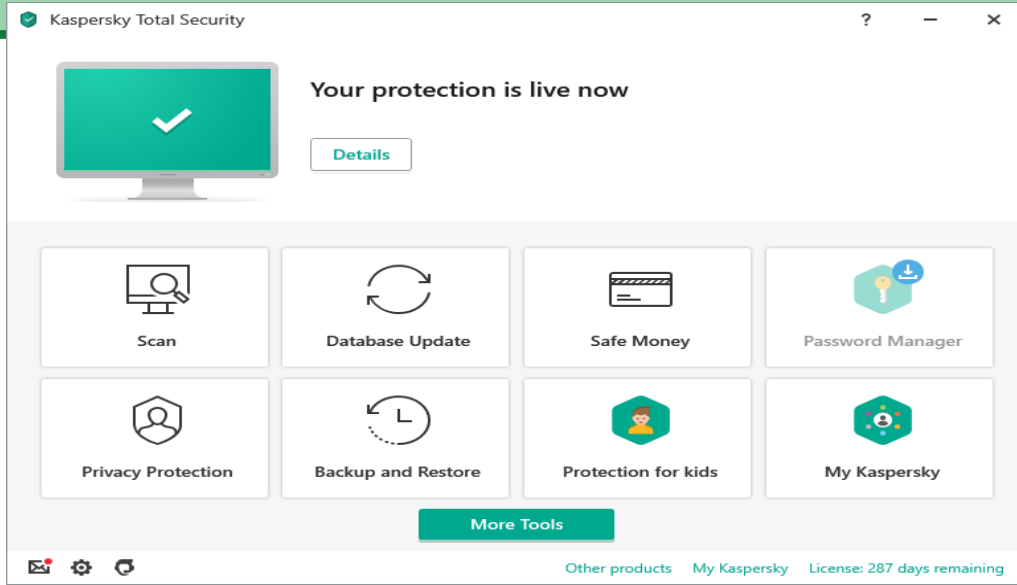 Kaspersky Total Security
?
Your protection is live now
Details
Scan
Database Update
Safe Money
Password Manager
Privacy Protection
Backup and Restore
Protection for kids
My Kaspersky
More Tools
Other products My Kaspersky License: 287 days remaining